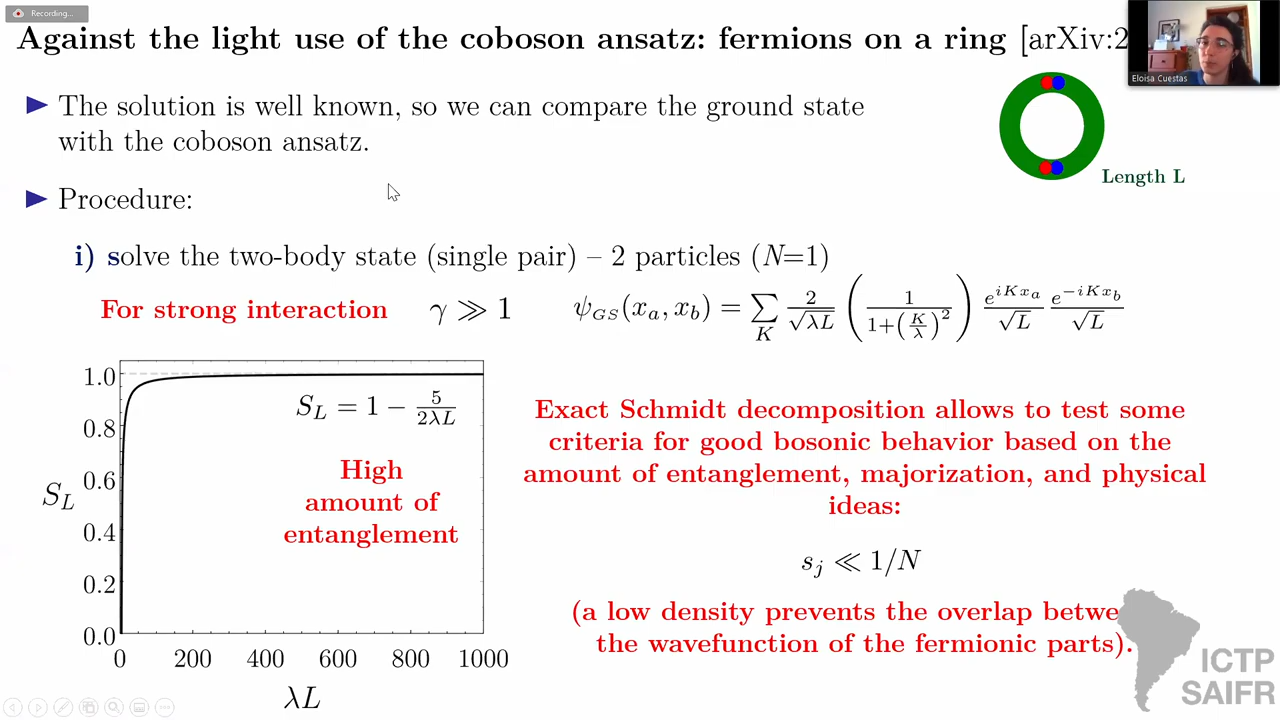 Recording...
Against the light use of the coboson ansatz: fermions on a ring [arXiv:2
Eloisa Cuestas
▶ The solution is well known, so we can compare the ground state
with the coboson ansatz.
Length L
▶ Procedure:
i) solve the two-body state (single pair) – 2 particles (N=1)
For strong interaction γ ≫ 1
ψ_GS(x_a, x_b) = ∑_K 2/√(λL) (1/(1+(K/λ)^2)) e^{iKx_a}/√L e^{-iKx_b}/√L
S_L = 1 − 5/(2λL)
High
amount of
entanglement
1.0
0.8
0.6
0.4
0.2
0.0
S_L
0 200 400 600 800 1000
λL
Exact Schmidt decomposition allows to test some
criteria for good bosonic behavior based on the
amount of entanglement, majorization, and physical
ideas:
s_j ≪ 1/N
(a low density prevents the overlap betwe
the wavefunction of the fermionic parts).
ICTP
SAIFR